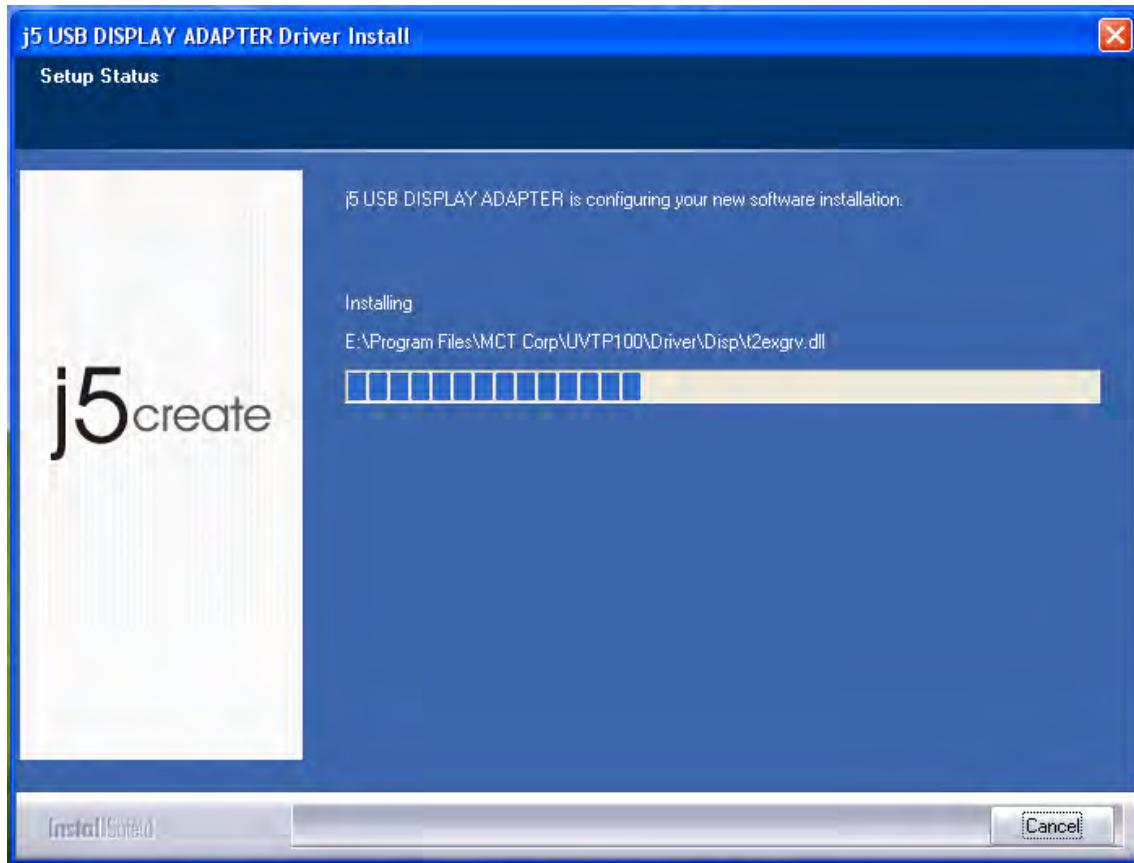 j5 USB DISPLAY ADAPTER Driver Install
Setup Status
j5 USB DISPLAY ADAPTER is configuring your new software installation.
Installing
E:\Program Files\MCT Corp\UVTP100\Driver\Disp\t2exgrv.dll
j5create
InstallShield
Cancel